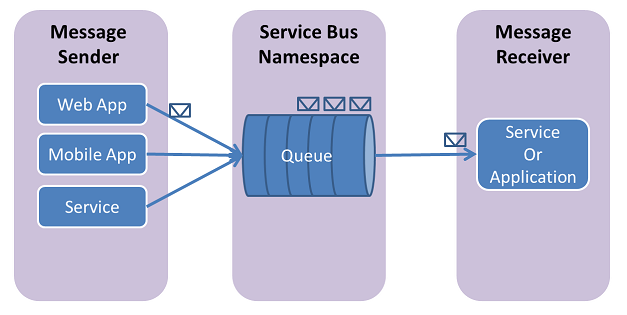 Message
Sender
Web App
Mobile App
Service
Service Bus
Namespace
Queue
Message
Receiver
Service
Or
Application